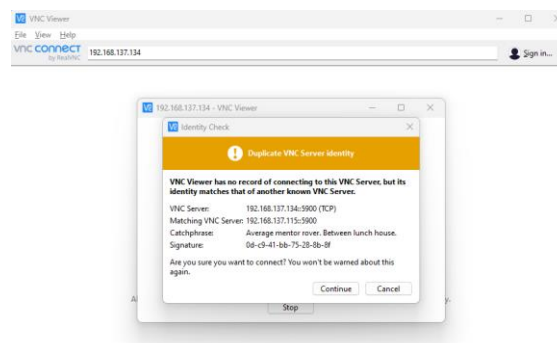 VNC Viewer
File View Help
vnc connect
by RealVNC
192.168.137.134
Sign in...
192.168.137.134 - VNC Viewer
Identity Check
Duplicate VNC Server identity
VNC Viewer has no record of connecting to this VNC Server, but its
identity matches that of another known VNC Server.
VNC Server: 192.168.137.134::5900 (TCP)
Matching VNC Server: 192.168.137.115::5900
Catchphrase: Average mentor rover. Between lunch house.
Signature: 0d-c9-41-bb-75-28-8b-8f
Are you sure you want to connect? You won't be warned about this
again.
Continue Cancel
Stop